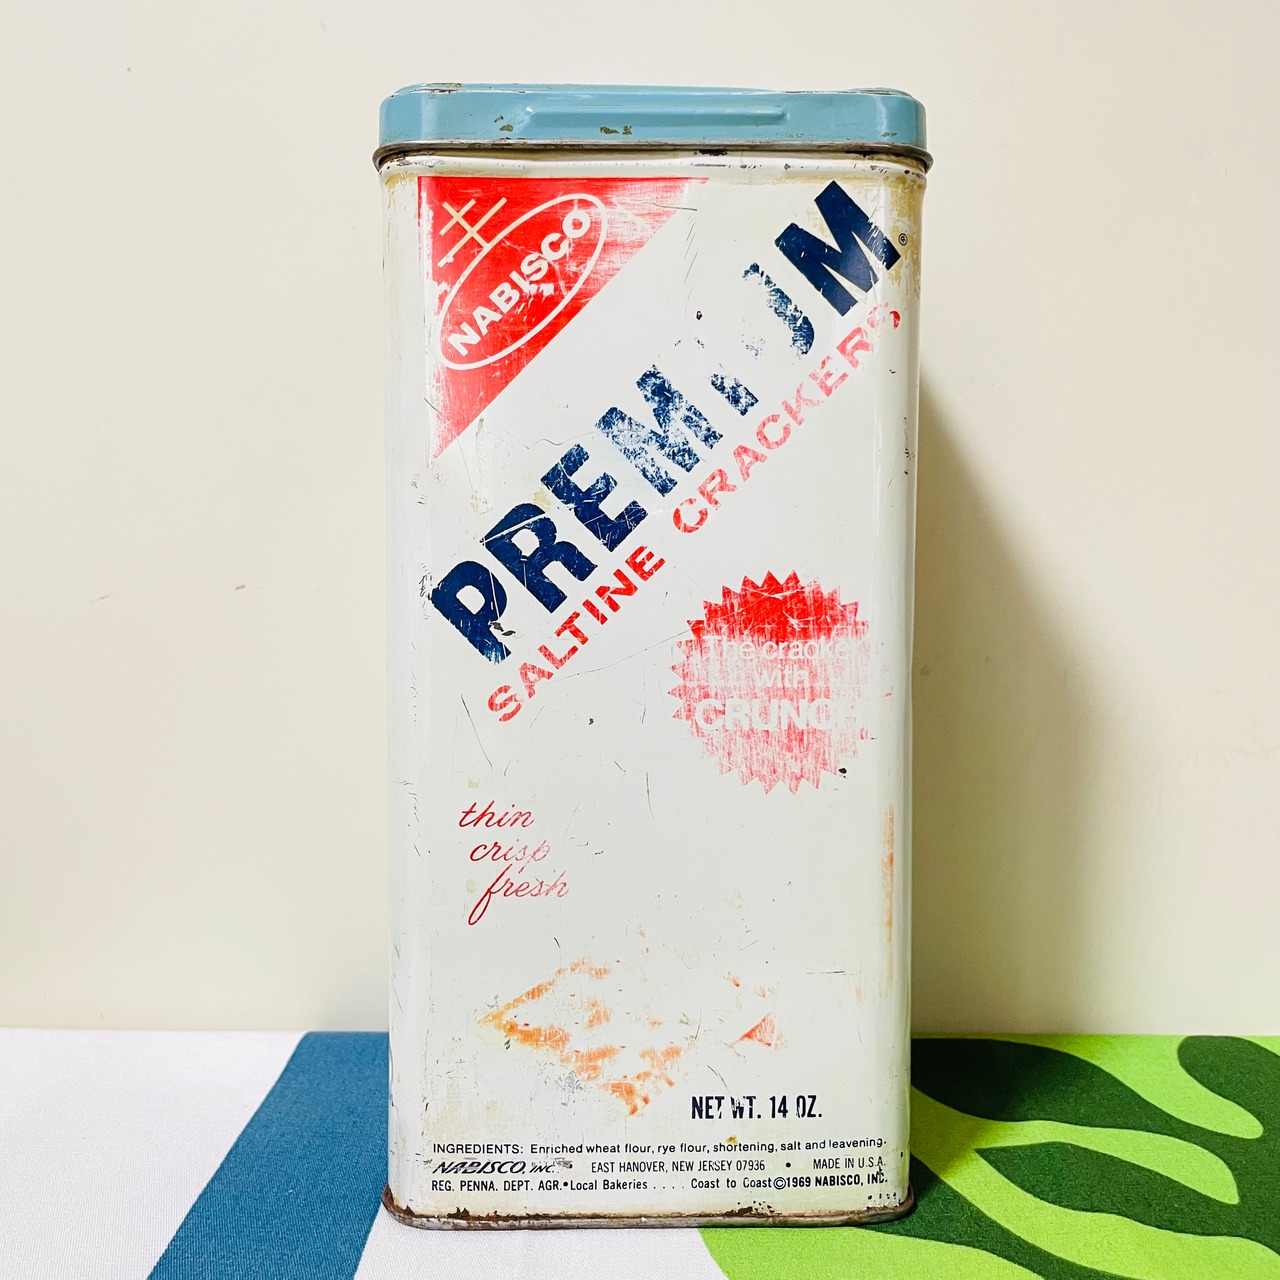 NABISCO
PREMIUM ®
SALTINE CRACKERS
The cracker
with
CRUNCH
thin
crisp
fresh
NET WT. 14 OZ.
INGREDIENTS: Enriched wheat flour, rye flour, shortening, salt and leavening.
NABISCO, INC. EAST HANOVER, NEW JERSEY 07936 • MADE IN U.S.A.
REG. PENNA. DEPT. AGR. • Local Bakeries . . . . Coast to Coast ©1969 NABISCO, INC.